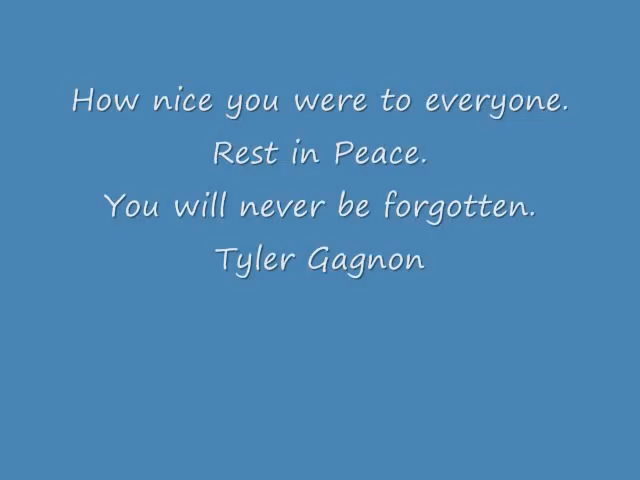 How nice you were to everyone.
Rest in Peace.
You will never be forgotten.
Tyler Gagnon